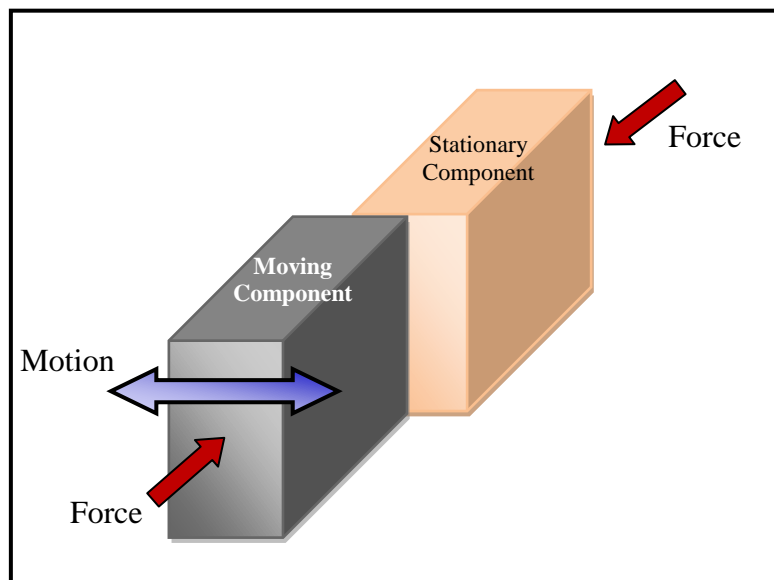 Stationary
Component
Force
Moving
Component
Motion
Force